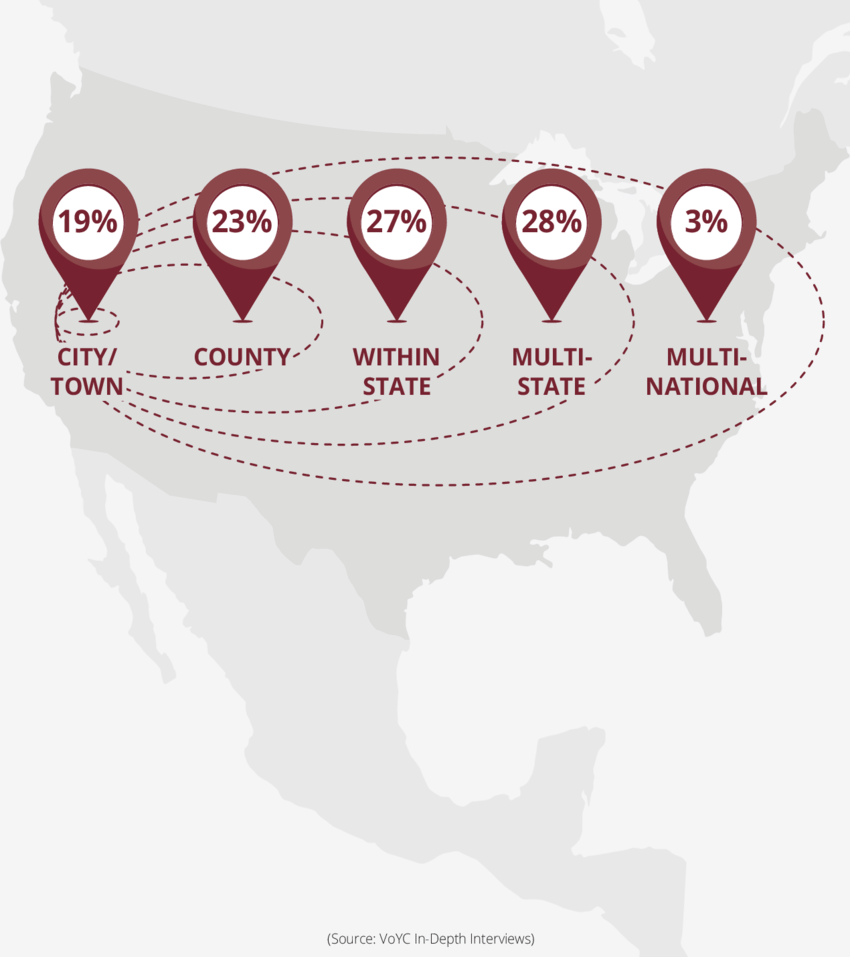 19%
23%
27%
28%
3%
CITY/
TOWN
COUNTY
WITHIN
STATE
MULTI-
STATE
MULTI-
NATIONAL
(Source: VoYC In-Depth Interviews)